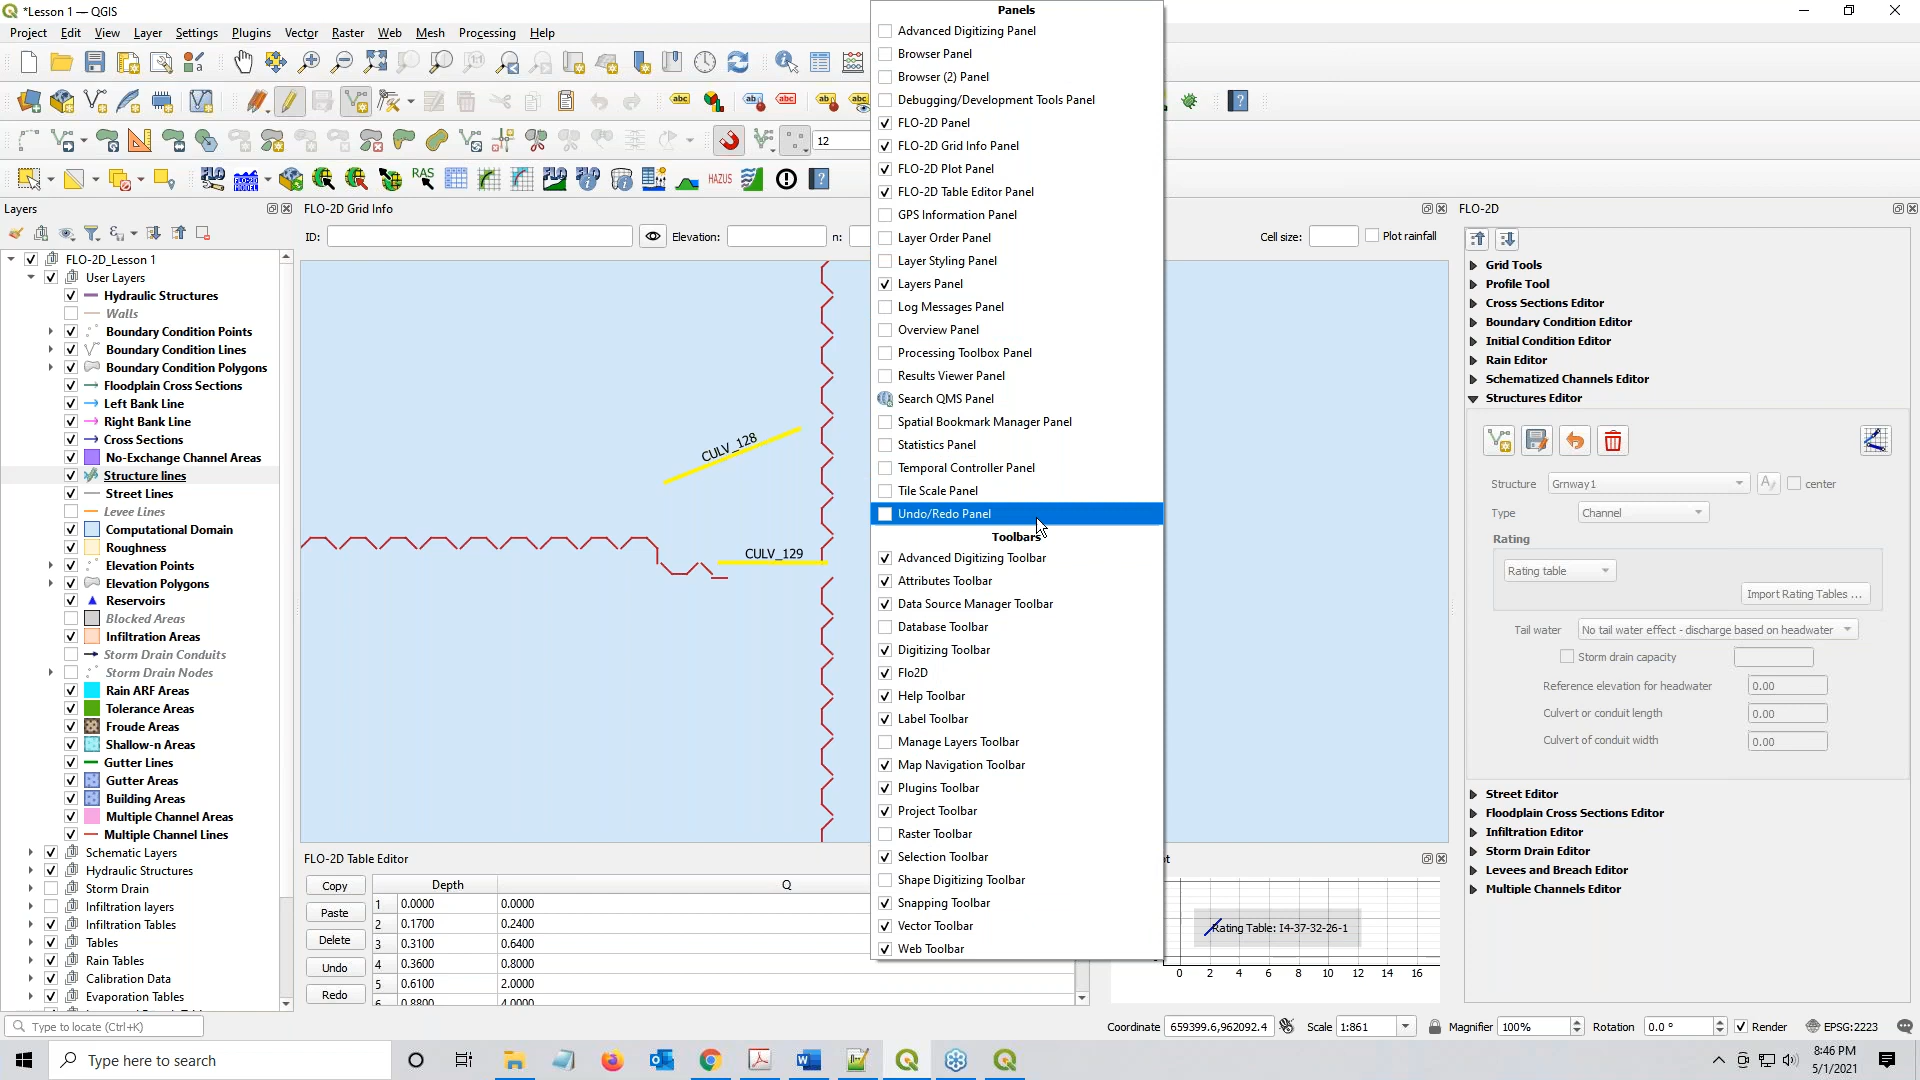 *Lesson 1 — QGIS
Project Edit View Layer Settings Plugins Vector Raster Web Mesh Processing Help
abc abc abc abc abc
12
FLO RAS FLO HAZUS
Layers
FLO-2D Grid Info
FLO-2D
ID:
Elevation:
n:
Cell size:
Plot rainfall
FLO-2D_Lesson 1
User Layers
Hydraulic Structures
Walls
Boundary Condition Points
Boundary Condition Lines
Boundary Condition Polygons
Floodplain Cross Sections
Left Bank Line
Right Bank Line
Cross Sections
No-Exchange Channel Areas
Structure lines
Street Lines
Levee Lines
Computational Domain
Roughness
Elevation Points
Elevation Polygons
Reservoirs
Blocked Areas
Infiltration Areas
Storm Drain Conduits
Storm Drain Nodes
Rain ARF Areas
Tolerance Areas
Froude Areas
Shallow-n Areas
Gutter Lines
Gutter Areas
Building Areas
Multiple Channel Areas
Multiple Channel Lines
Schematic Layers
Hydraulic Structures
Storm Drain
Infiltration layers
Infiltration Tables
Tables
Rain Tables
Calibration Data
Evaporation Tables
CULV_128
CULV_129
Panels
Advanced Digitizing Panel
Browser Panel
Browser (2) Panel
Debugging/Development Tools Panel
FLO-2D Panel
FLO-2D Grid Info Panel
FLO-2D Plot Panel
FLO-2D Table Editor Panel
GPS Information Panel
Layer Order Panel
Layer Styling Panel
Layers Panel
Log Messages Panel
Overview Panel
Processing Toolbox Panel
Results Viewer Panel
Search QMS Panel
Spatial Bookmark Manager Panel
Statistics Panel
Temporal Controller Panel
Tile Scale Panel
Undo/Redo Panel
Toolbars
Advanced Digitizing Toolbar
Attributes Toolbar
Data Source Manager Toolbar
Database Toolbar
Digitizing Toolbar
Flo2D
Help Toolbar
Label Toolbar
Manage Layers Toolbar
Map Navigation Toolbar
Plugins Toolbar
Project Toolbar
Raster Toolbar
Selection Toolbar
Shape Digitizing Toolbar
Snapping Toolbar
Vector Toolbar
Web Toolbar
Grid Tools
Profile Tool
Cross Sections Editor
Boundary Condition Editor
Initial Condition Editor
Rain Editor
Schematized Channels Editor
Structures Editor
Structure Grnway1 center
Type Channel
Rating
Rating table
Import Rating Tables ...
Tail water No tail water effect - discharge based on headwater
Storm drain capacity
Reference elevation for headwater 0.00
Culvert or conduit length 0.00
Culvert of conduit width 0.00
Street Editor
Floodplain Cross Sections Editor
Infiltration Editor
Storm Drain Editor
Levees and Breach Editor
Multiple Channels Editor
FLO-2D Table Editor
Copy
Paste
Delete
Undo
Redo
Depth Q
1 0.0000 0.0000
2 0.1700 0.2400
3 0.3100 0.6400
4 0.3600 0.8000
5 0.6100 2.0000
6 0.8800 4.0000
Rating Table: I4-37-32-26-1
0 2 4 6 8 10 12 14 16
Type to locate (Ctrl+K)
Coordinate 659399.6,962092.4 Scale 1:861 Magnifier 100% Rotation 0.0 ° Render EPSG:2223
Type here to search
8:46 PM
5/1/2021